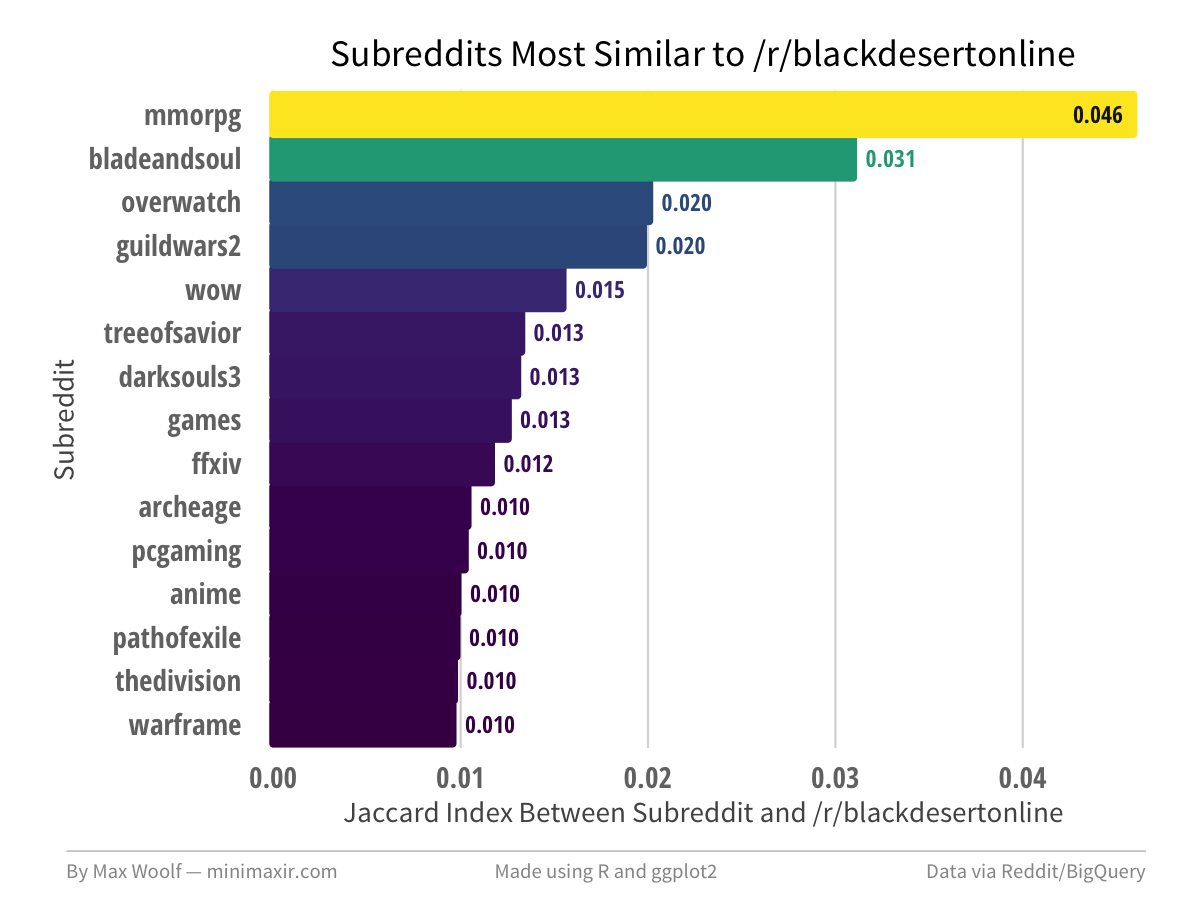 Subreddits Most Similar to /r/blackdesertonline
mmorpg 0.046
bladeandsoul 0.031
overwatch 0.020
guildwars2 0.020
wow 0.015
treeofsavior 0.013
darksouls3 0.013
games 0.013
ffxiv 0.012
archeage 0.010
pcgaming 0.010
anime 0.010
pathofexile 0.010
thedivision 0.010
warframe 0.010
Subreddit
0.00 0.01 0.02 0.03 0.04
Jaccard Index Between Subreddit and /r/blackdesertonline
By Max Woolf — minimaxir.com Made using R and ggplot2 Data via Reddit/BigQuery